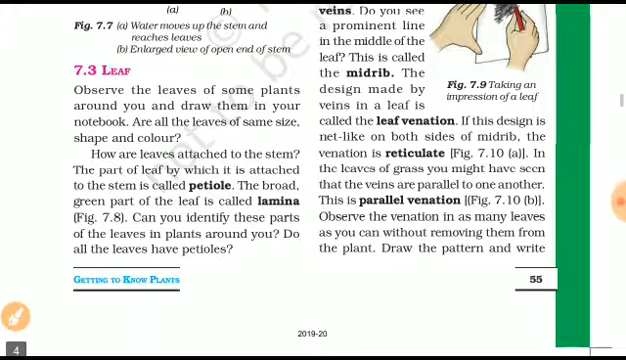 (a) (b)
Fig. 7.7 (a) Water moves up the stem and
reaches leaves
(b) Enlarged view of open end of stem
7.3 LEAF
Observe the leaves of some plants
around you and draw them in your
notebook. Are all the leaves of same size,
shape and colour?
How are leaves attached to the stem?
The part of leaf by which it is attached
to the stem is called petiole. The broad,
green part of the leaf is called lamina
(Fig. 7.8). Can you identify these parts
of the leaves in plants around you? Do
all the leaves have petioles?
veins. Do you see
a prominent line
in the middle of the
leaf? This is called
the midrib. The
design made by
veins in a leaf is
called the leaf venation. If this design is
net-like on both sides of midrib, the
venation is reticulate [Fig. 7.10 (a)]. In
the leaves of grass you might have seen
that the veins are parallel to one another.
This is parallel venation [(Fig. 7.10 (b)].
Observe the venation in as many leaves
as you can without removing them from
the plant. Draw the pattern and write
Fig. 7.9 Taking an
impression of a leaf
GETTING TO KNOW PLANTS
55
2019-20
4
not to be